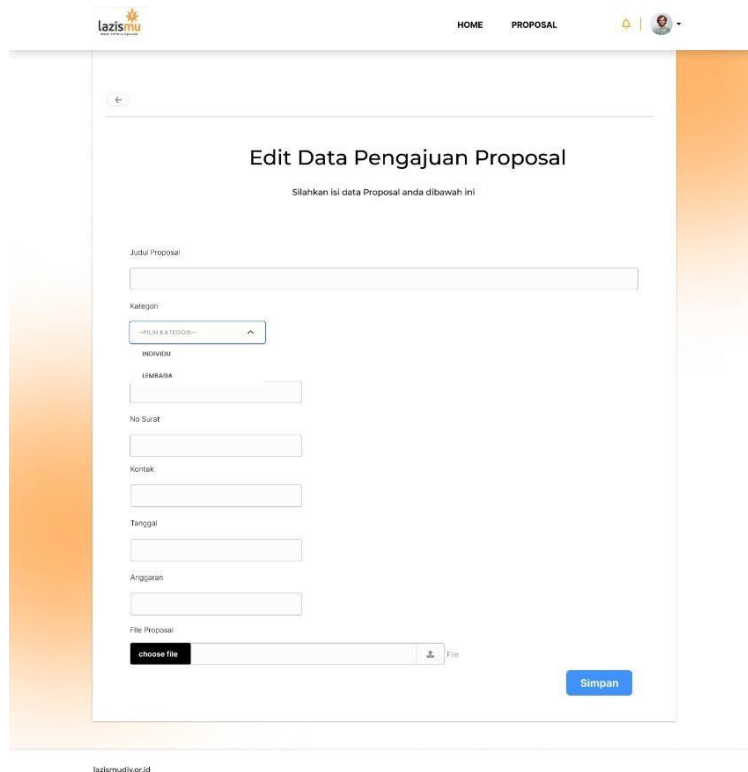 lazismu
HOME PROPOSAL
Edit Data Pengajuan Proposal
Silahkan isi data Proposal anda dibawah ini
Judul Proposal
Kategori
--PILIH KATEGORI--
INDIVIDU
LEMBAGA
No Surat
Kontak
Tanggal
Anggaran
File Proposal
choose file
File
Simpan
lazismudiy.or.id